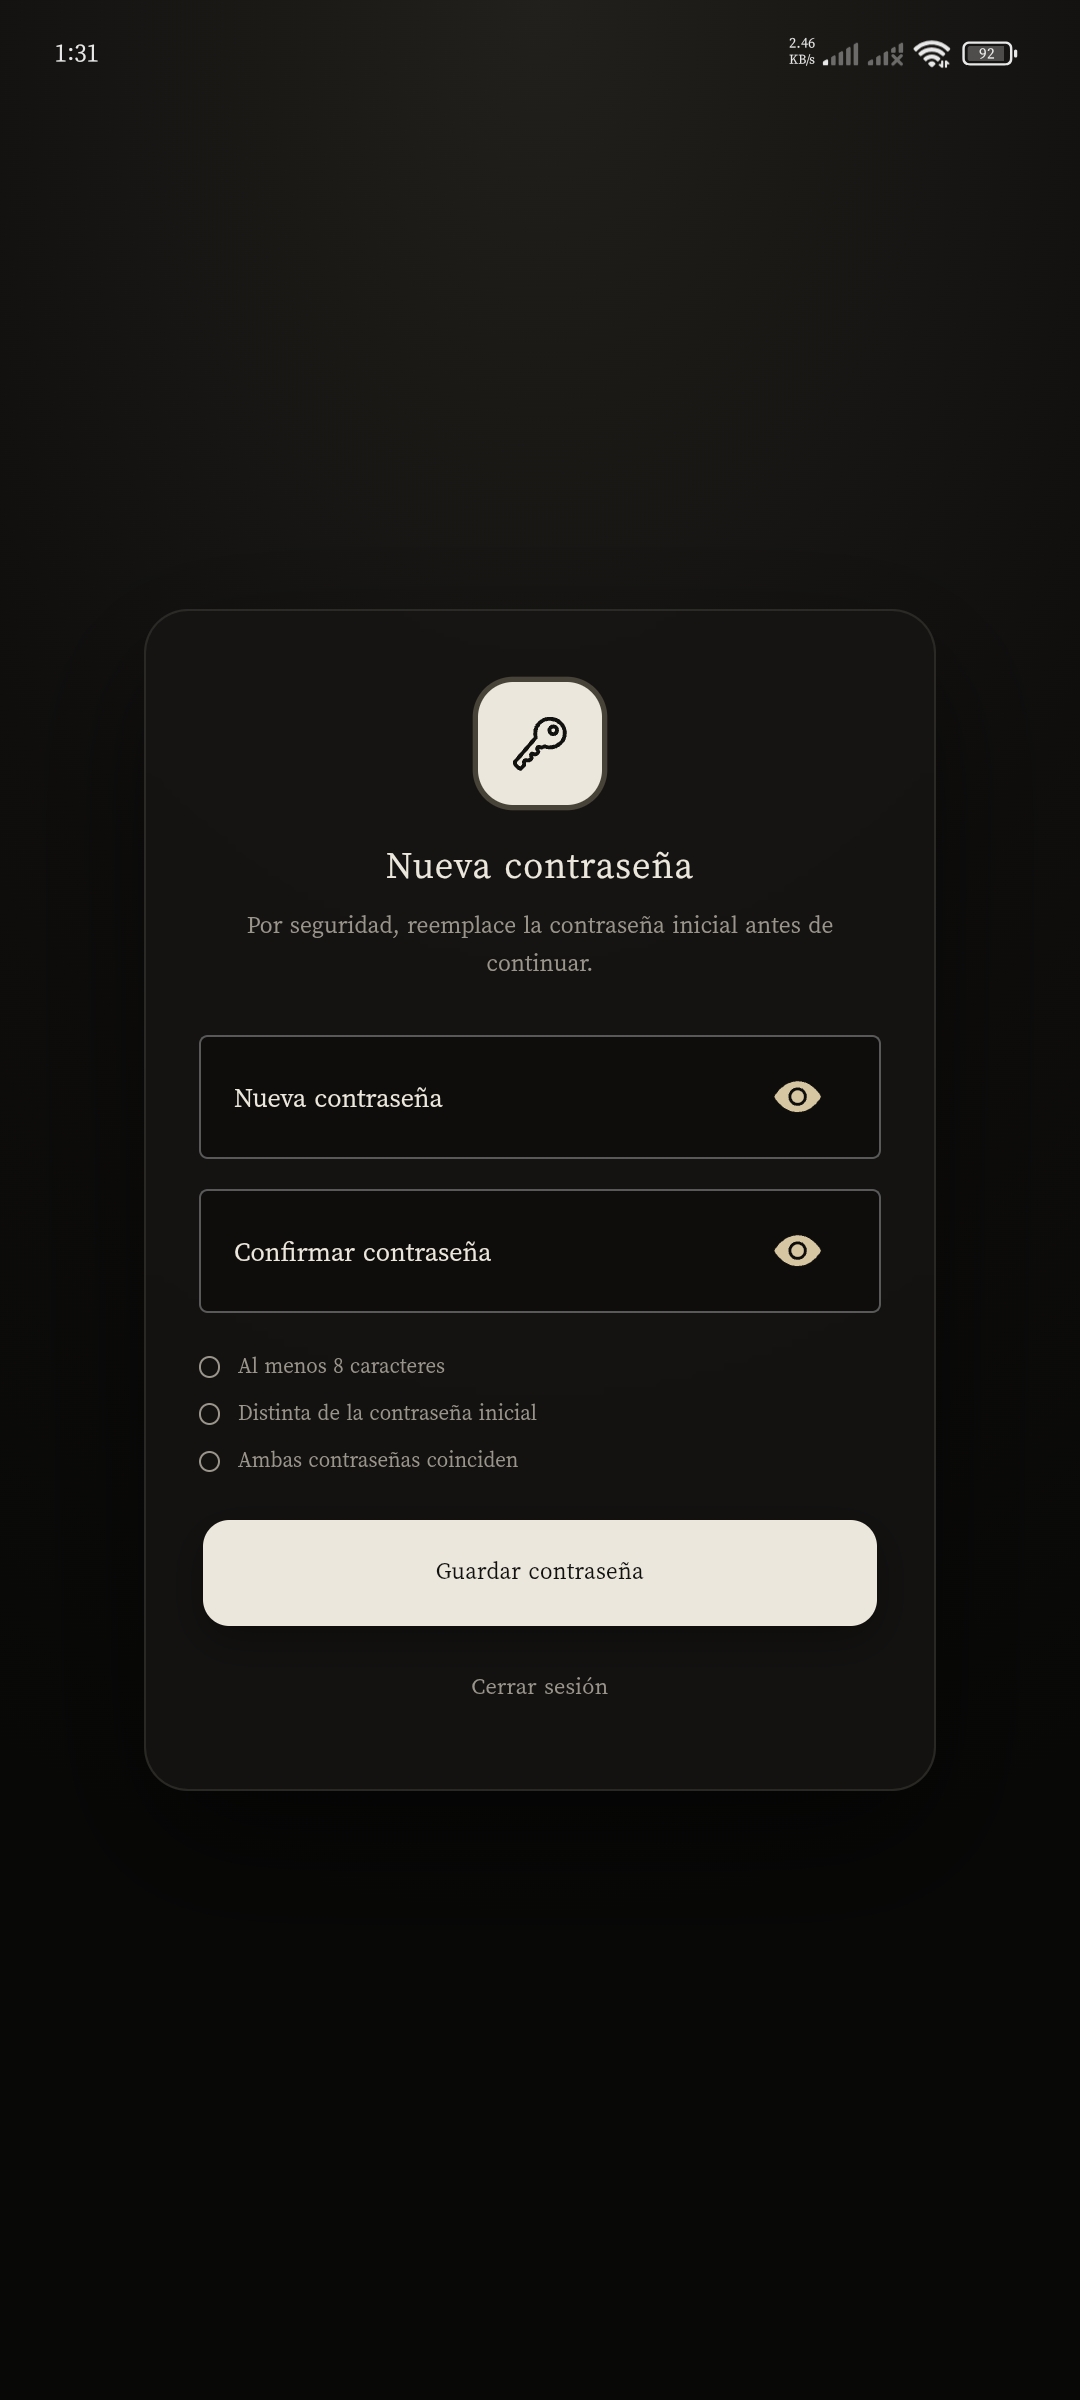 1:31
2.46
KB/s
92
Nueva contraseña
Por seguridad, reemplace la contraseña inicial antes de
continuar.
Nueva contraseña
Confirmar contraseña
Al menos 8 caracteres
Distinta de la contraseña inicial
Ambas contraseñas coinciden
Guardar contraseña
Cerrar sesión